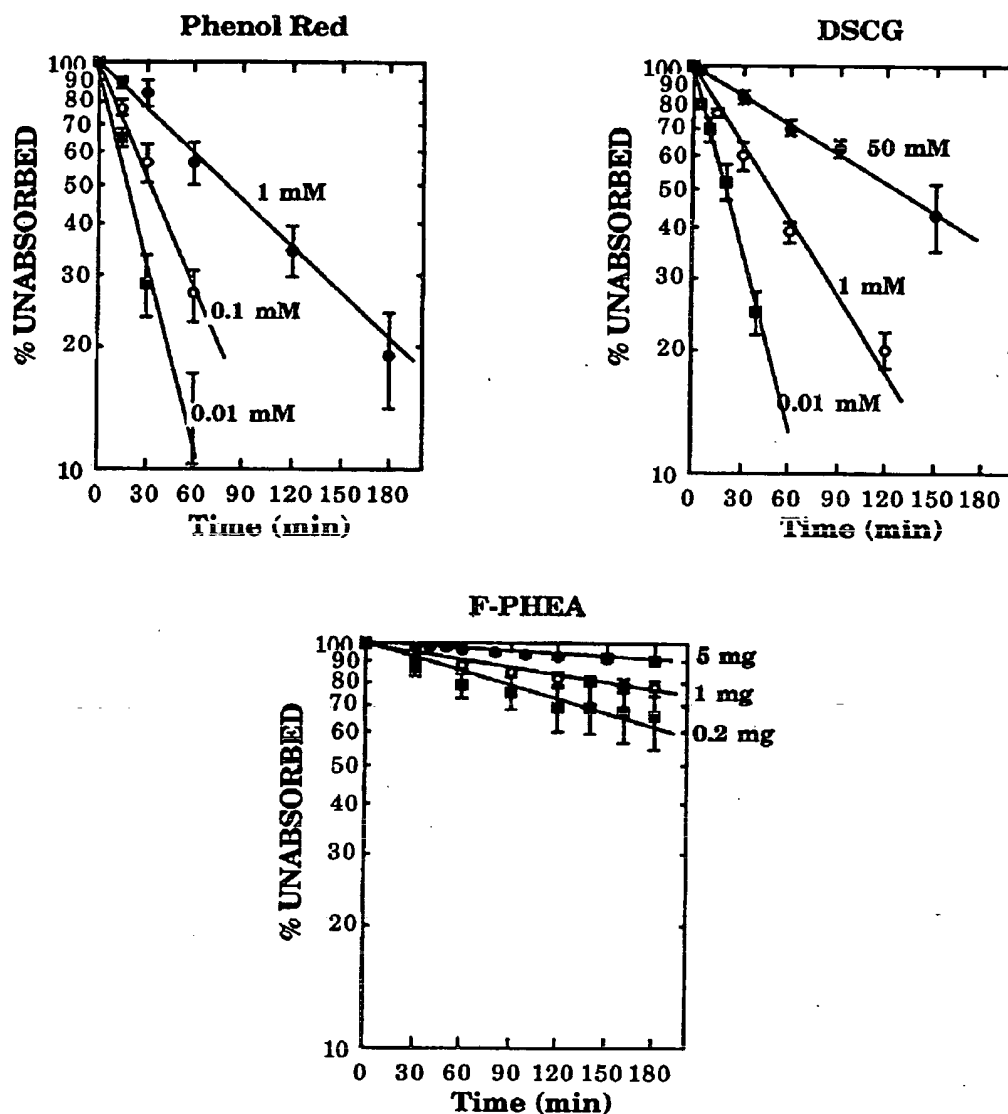 Phenol Red
% UNABSORBED
100
90
80
70
60
50
40
30
20
10
1 mM
0.1 mM
0.01 mM
0 30 60 90 120 150 180
Time (min)
DSCG
% UNABSORBED
100
90
80
70
60
50
40
30
20
10
50 mM
1 mM
0.01 mM
0 30 60 90 120 150 180
Time (min)
F-PHEA
% UNABSORBED
100
90
80
70
60
50
40
30
20
10
5 mg
1 mg
0.2 mg
0 30 60 90 120 150 180
Time (min)